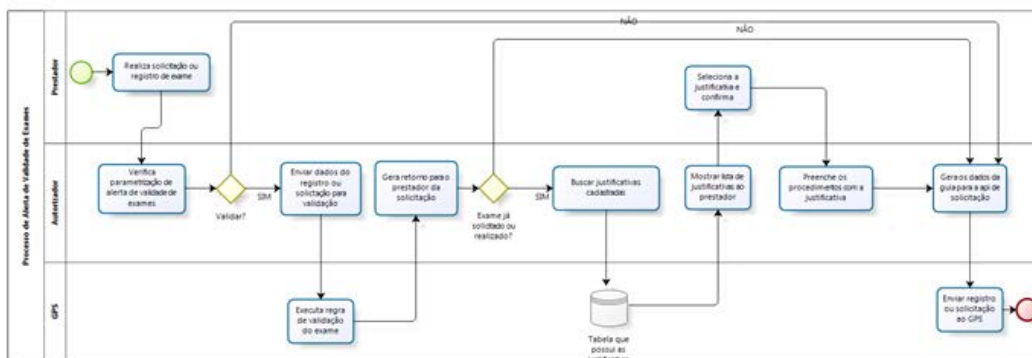 Processo de Alerta de Validade de Exames
Prestador
Realiza solicitação ou
registro de exame
NÃO
NÃO
Seleciona a
justificativa e
confirma
Autorizador
Verifica
parametrização de
alerta de validade de
exames
Validar?
SIM
Enviar dados do
registro ou
solicitação para
validação
Gera retorno para o
prestador da
solicitação
Exame já
solicitado ou
realizado?
SIM
Buscar justificativas
cadastradas
Mostrar lista de
justificativas ao
prestador
Preenche os
procedimentos com a
justificativa
Gera os dados da
guia para a api de
solicitação
GPS
Executa regra
de validação
do exame
Tabela que
possui as
Enviar registro
ou solicitação
ao GPS